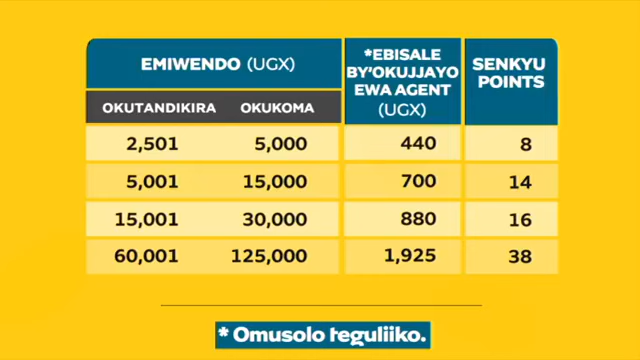 EMIWENDO (UGX)
*EBISALE
BY'OKUJJAYO
EWA AGENT
(UGX)
SENKYU
POINTS
OKUTANDIKIRA OKUKOMA
2,501 5,000 440 8
5,001 15,000 700 14
15,001 30,000 880 16
60,001 125,000 1,925 38
* Omusolo teguliiko.